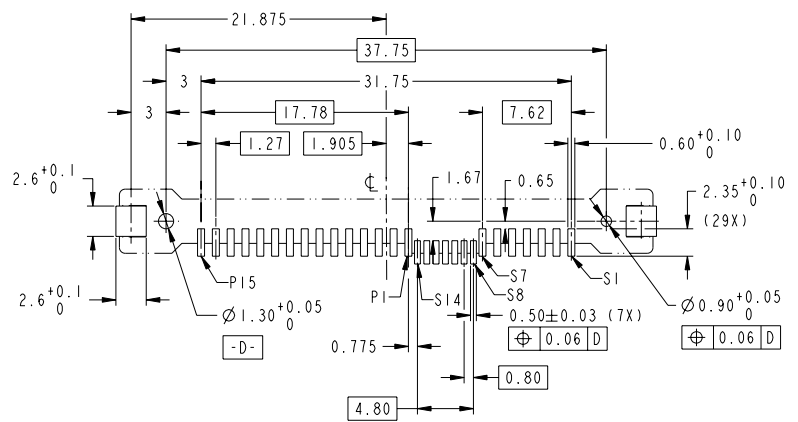 21.875
37.75
3
31.75
3
17.78
7.62
1.27
1.905
0.60 +0.10 0
2.6 +0.1 0
℄
1.67
0.65
2.35 +0.10 0
(29X)
2.6 +0.1 0
P15
P1
S14
S7
S8
S1
Ø1.30 +0.05 0
-D-
0.50±0.03 (7X)
⌖ 0.06 D
Ø0.90 +0.05 0
⌖ 0.06 D
0.775
0.80
4.80